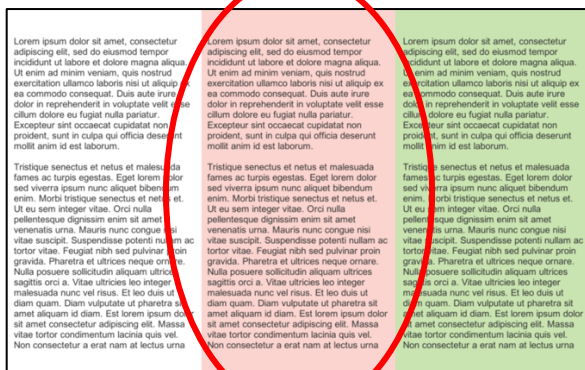 Lorem ipsum dolor sit amet, consectetur
adipiscing elit, sed do eiusmod tempor
incididunt ut labore et dolore magna aliqua.
Ut enim ad minim veniam, quis nostrud
exercitation ullamco laboris nisi ut aliquip ex
ea commodo consequat. Duis aute irure
dolor in reprehenderit in voluptate velit esse
cillum dolore eu fugiat nulla pariatur.
Excepteur sint occaecat cupidatat non
proident, sunt in culpa qui officia deserunt
mollit anim id est laborum.
Tristique senectus et netus et malesuada
fames ac turpis egestas. Eget lorem dolor
sed viverra ipsum nunc aliquet bibendum
enim. Morbi tristique senectus et netus et.
Ut eu sem integer vitae. Orci nulla
pellentesque dignissim enim sit amet
venenatis urna. Mauris nunc congue nisi
vitae suscipit. Suspendisse potenti nullam ac
tortor vitae. Feugiat nibh sed pulvinar proin
gravida. Pharetra et ultrices neque ornare.
Nulla posuere sollicitudin aliquam ultrices
sagittis orci a. Vitae ultricies leo integer
malesuada nunc vel risus. Et leo duis ut
diam quam. Diam vulputate ut pharetra sit
amet aliquam id diam. Est lorem ipsum dolor
sit amet consectetur adipiscing elit. Massa
vitae tortor condimentum lacinia quis vel.
Non consectetur a erat nam at lectus urna
Lorem ipsum dolor sit amet, consectetur
adipiscing elit, sed do eiusmod tempor
incididunt ut labore et dolore magna aliqua.
Ut enim ad minim veniam, quis nostrud
exercitation ullamco laboris nisi ut aliquip ex
ea commodo consequat. Duis aute irure
dolor in reprehenderit in voluptate velit esse
cillum dolore eu fugiat nulla pariatur.
Excepteur sint occaecat cupidatat non
proident, sunt in culpa qui officia deserunt
mollit anim id est laborum.
Tristique senectus et netus et malesuada
fames ac turpis egestas. Eget lorem dolor
sed viverra ipsum nunc aliquet bibendum
enim. Morbi tristique senectus et netus et.
Ut eu sem integer vitae. Orci nulla
pellentesque dignissim enim sit amet
venenatis urna. Mauris nunc congue nisi
vitae suscipit. Suspendisse potenti nullam ac
tortor vitae. Feugiat nibh sed pulvinar proin
gravida. Pharetra et ultrices neque ornare.
Nulla posuere sollicitudin aliquam ultrices
sagittis orci a. Vitae ultricies leo integer
malesuada nunc vel risus. Et leo duis ut
diam quam. Diam vulputate ut pharetra sit
amet aliquam id diam. Est lorem ipsum dolor
sit amet consectetur adipiscing elit. Massa
vitae tortor condimentum lacinia quis vel.
Non consectetur a erat nam at lectus urna
Lorem ipsum dolor sit amet, consectetur
adipiscing elit, sed do eiusmod tempor
incididunt ut labore et dolore magna aliqua.
Ut enim ad minim veniam, quis nostrud
exercitation ullamco laboris nisi ut aliquip ex
ea commodo consequat. Duis aute irure
dolor in reprehenderit in voluptate velit esse
cillum dolore eu fugiat nulla pariatur.
Excepteur sint occaecat cupidatat non
proident, sunt in culpa qui officia deserunt
mollit anim id est laborum.
Tristique senectus et netus et malesuada
fames ac turpis egestas. Eget lorem dolor
sed viverra ipsum nunc aliquet bibendum
enim. Morbi tristique senectus et netus et.
Ut eu sem integer vitae. Orci nulla
pellentesque dignissim enim sit amet
venenatis urna. Mauris nunc congue nisi
vitae suscipit. Suspendisse potenti nullam ac
tortor vitae. Feugiat nibh sed pulvinar proin
gravida. Pharetra et ultrices neque ornare.
Nulla posuere sollicitudin aliquam ultrices
sagittis orci a. Vitae ultricies leo integer
malesuada nunc vel risus. Et leo duis ut
diam quam. Diam vulputate ut pharetra sit
amet aliquam id diam. Est lorem ipsum dolor
sit amet consectetur adipiscing elit. Massa
vitae tortor condimentum lacinia quis vel.
Non consectetur a erat nam at lectus urna